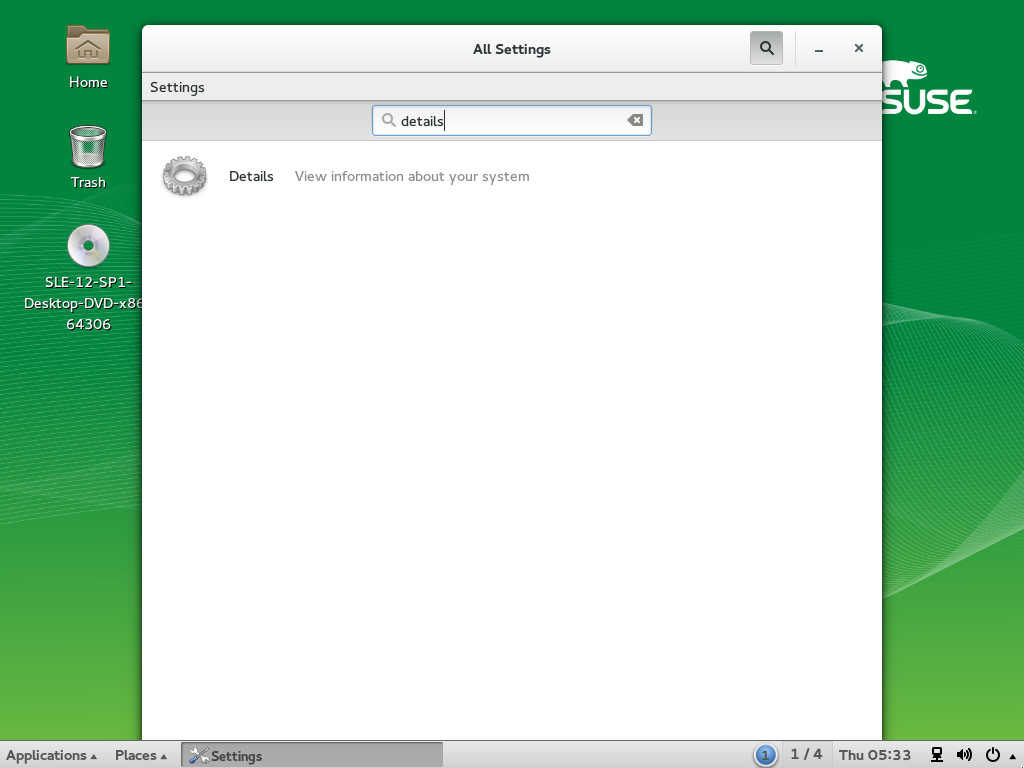 All Settings
Settings
details
Details View information about your system
Home
Trash
SLE-12-SP1-
Desktop-DVD-x86
64306
SUSE
Applications
Places
Settings
1
1 / 4
Thu 05:33